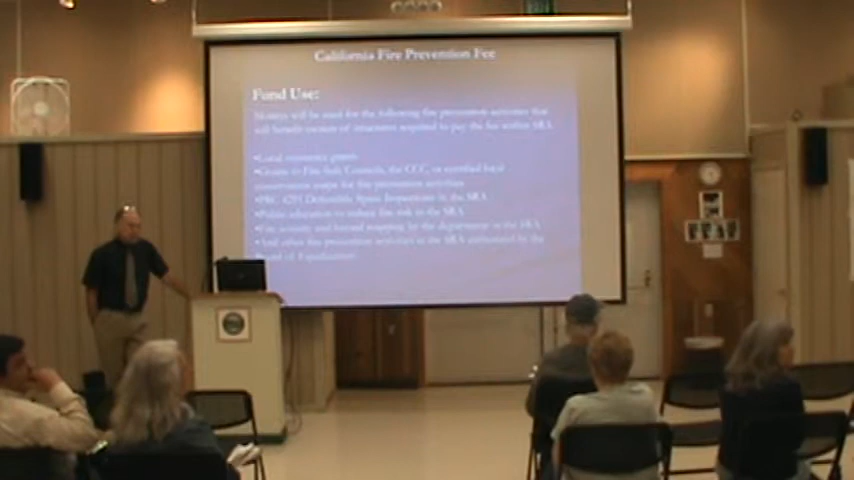 California Fire Prevention Fee
Fund Use:
Moneys will be used for the following fire prevention activities that
will benefit owners of structures required to pay the fee within SRA
•Local assistance grants
•Grants to Fire Safe Councils, the CCC, or certified local
conservation corps for fire prevention activities
•PRC 4291 Defensible Space Inspections in the SRA
•Public education to reduce fire risk in the SRA
•Fire severity and hazard mapping by the department in the SRA
•And other fire prevention activities in the SRA authorized by the
Board of Equalization